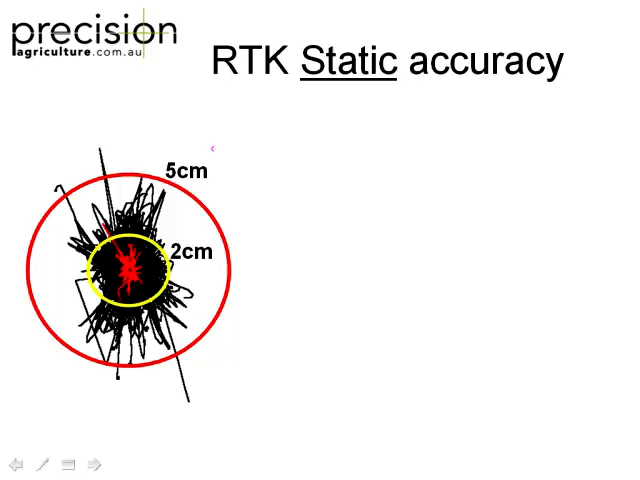 precision
agriculture.com.au
RTK Static accuracy
5cm
2cm